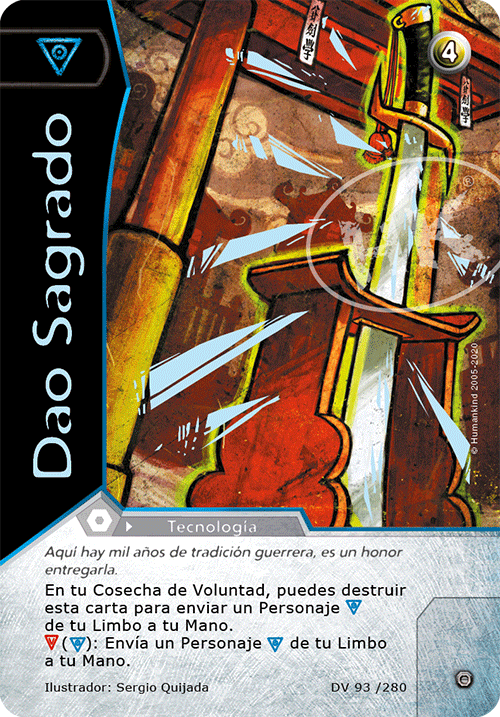 4
Dao Sagrado
© Humankind 2005-2020
Tecnología
Aquí hay mil años de tradición guerrera, es un honor
entregarla.
En tu Cosecha de Voluntad, puedes destruir
esta carta para enviar un Personaje
de tu Limbo a tu Mano.
( ): Envía un Personaje de tu Limbo
a tu Mano.
Ilustrador: Sergio Quijada
DV 93 /280